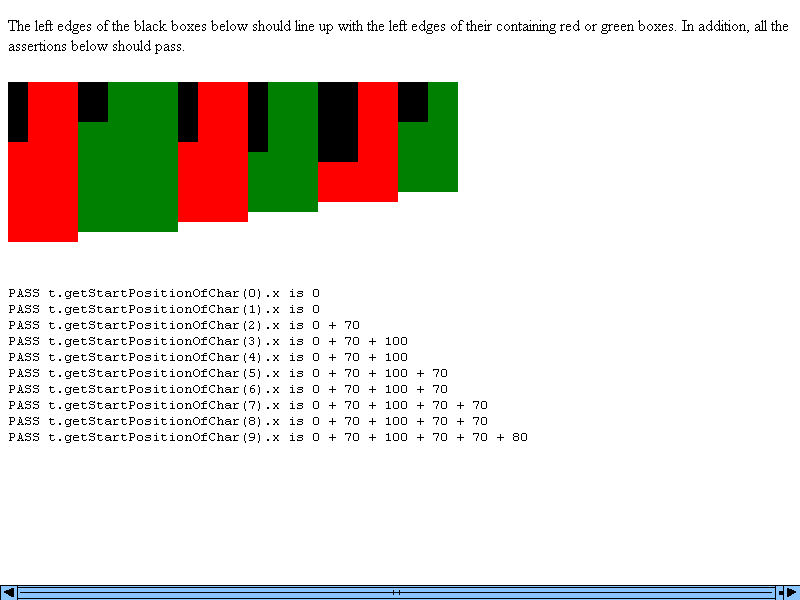 The left edges of the black boxes below should line up with the left edges of their containing red or green boxes. In addition, all the
assertions below should pass.
PASS t.getStartPositionOfChar(0).x is 0
PASS t.getStartPositionOfChar(1).x is 0
PASS t.getStartPositionOfChar(2).x is 0 + 70
PASS t.getStartPositionOfChar(3).x is 0 + 70 + 100
PASS t.getStartPositionOfChar(4).x is 0 + 70 + 100
PASS t.getStartPositionOfChar(5).x is 0 + 70 + 100 + 70
PASS t.getStartPositionOfChar(6).x is 0 + 70 + 100 + 70
PASS t.getStartPositionOfChar(7).x is 0 + 70 + 100 + 70 + 70
PASS t.getStartPositionOfChar(8).x is 0 + 70 + 100 + 70 + 70
PASS t.getStartPositionOfChar(9).x is 0 + 70 + 100 + 70 + 70 + 80